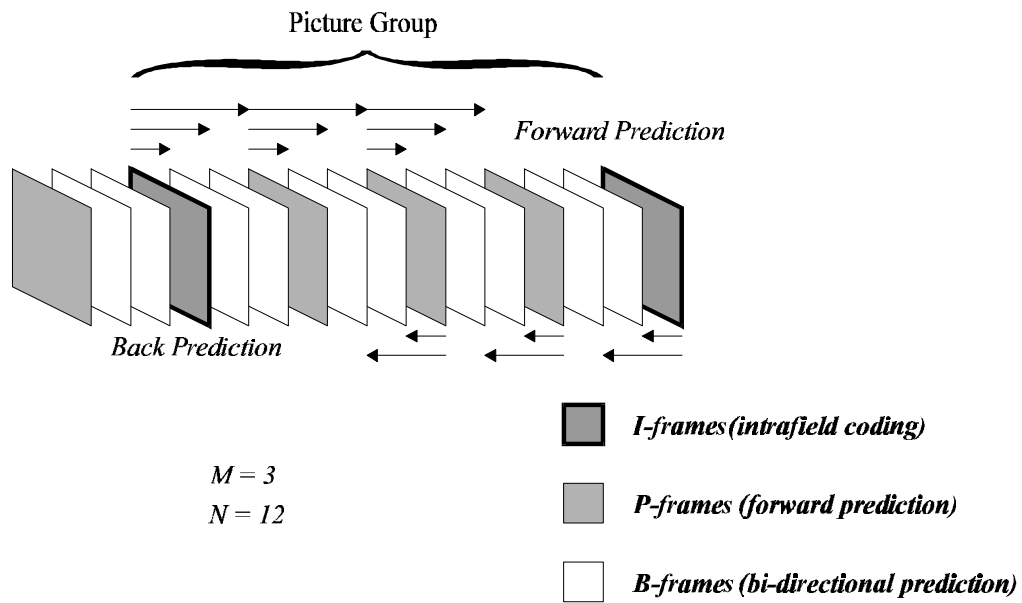 Picture Group
Forward Prediction
Back Prediction
I-frames(intrafield coding)
M = 3
N = 12
P-frames (forward prediction)
B-frames (bi-directional prediction)